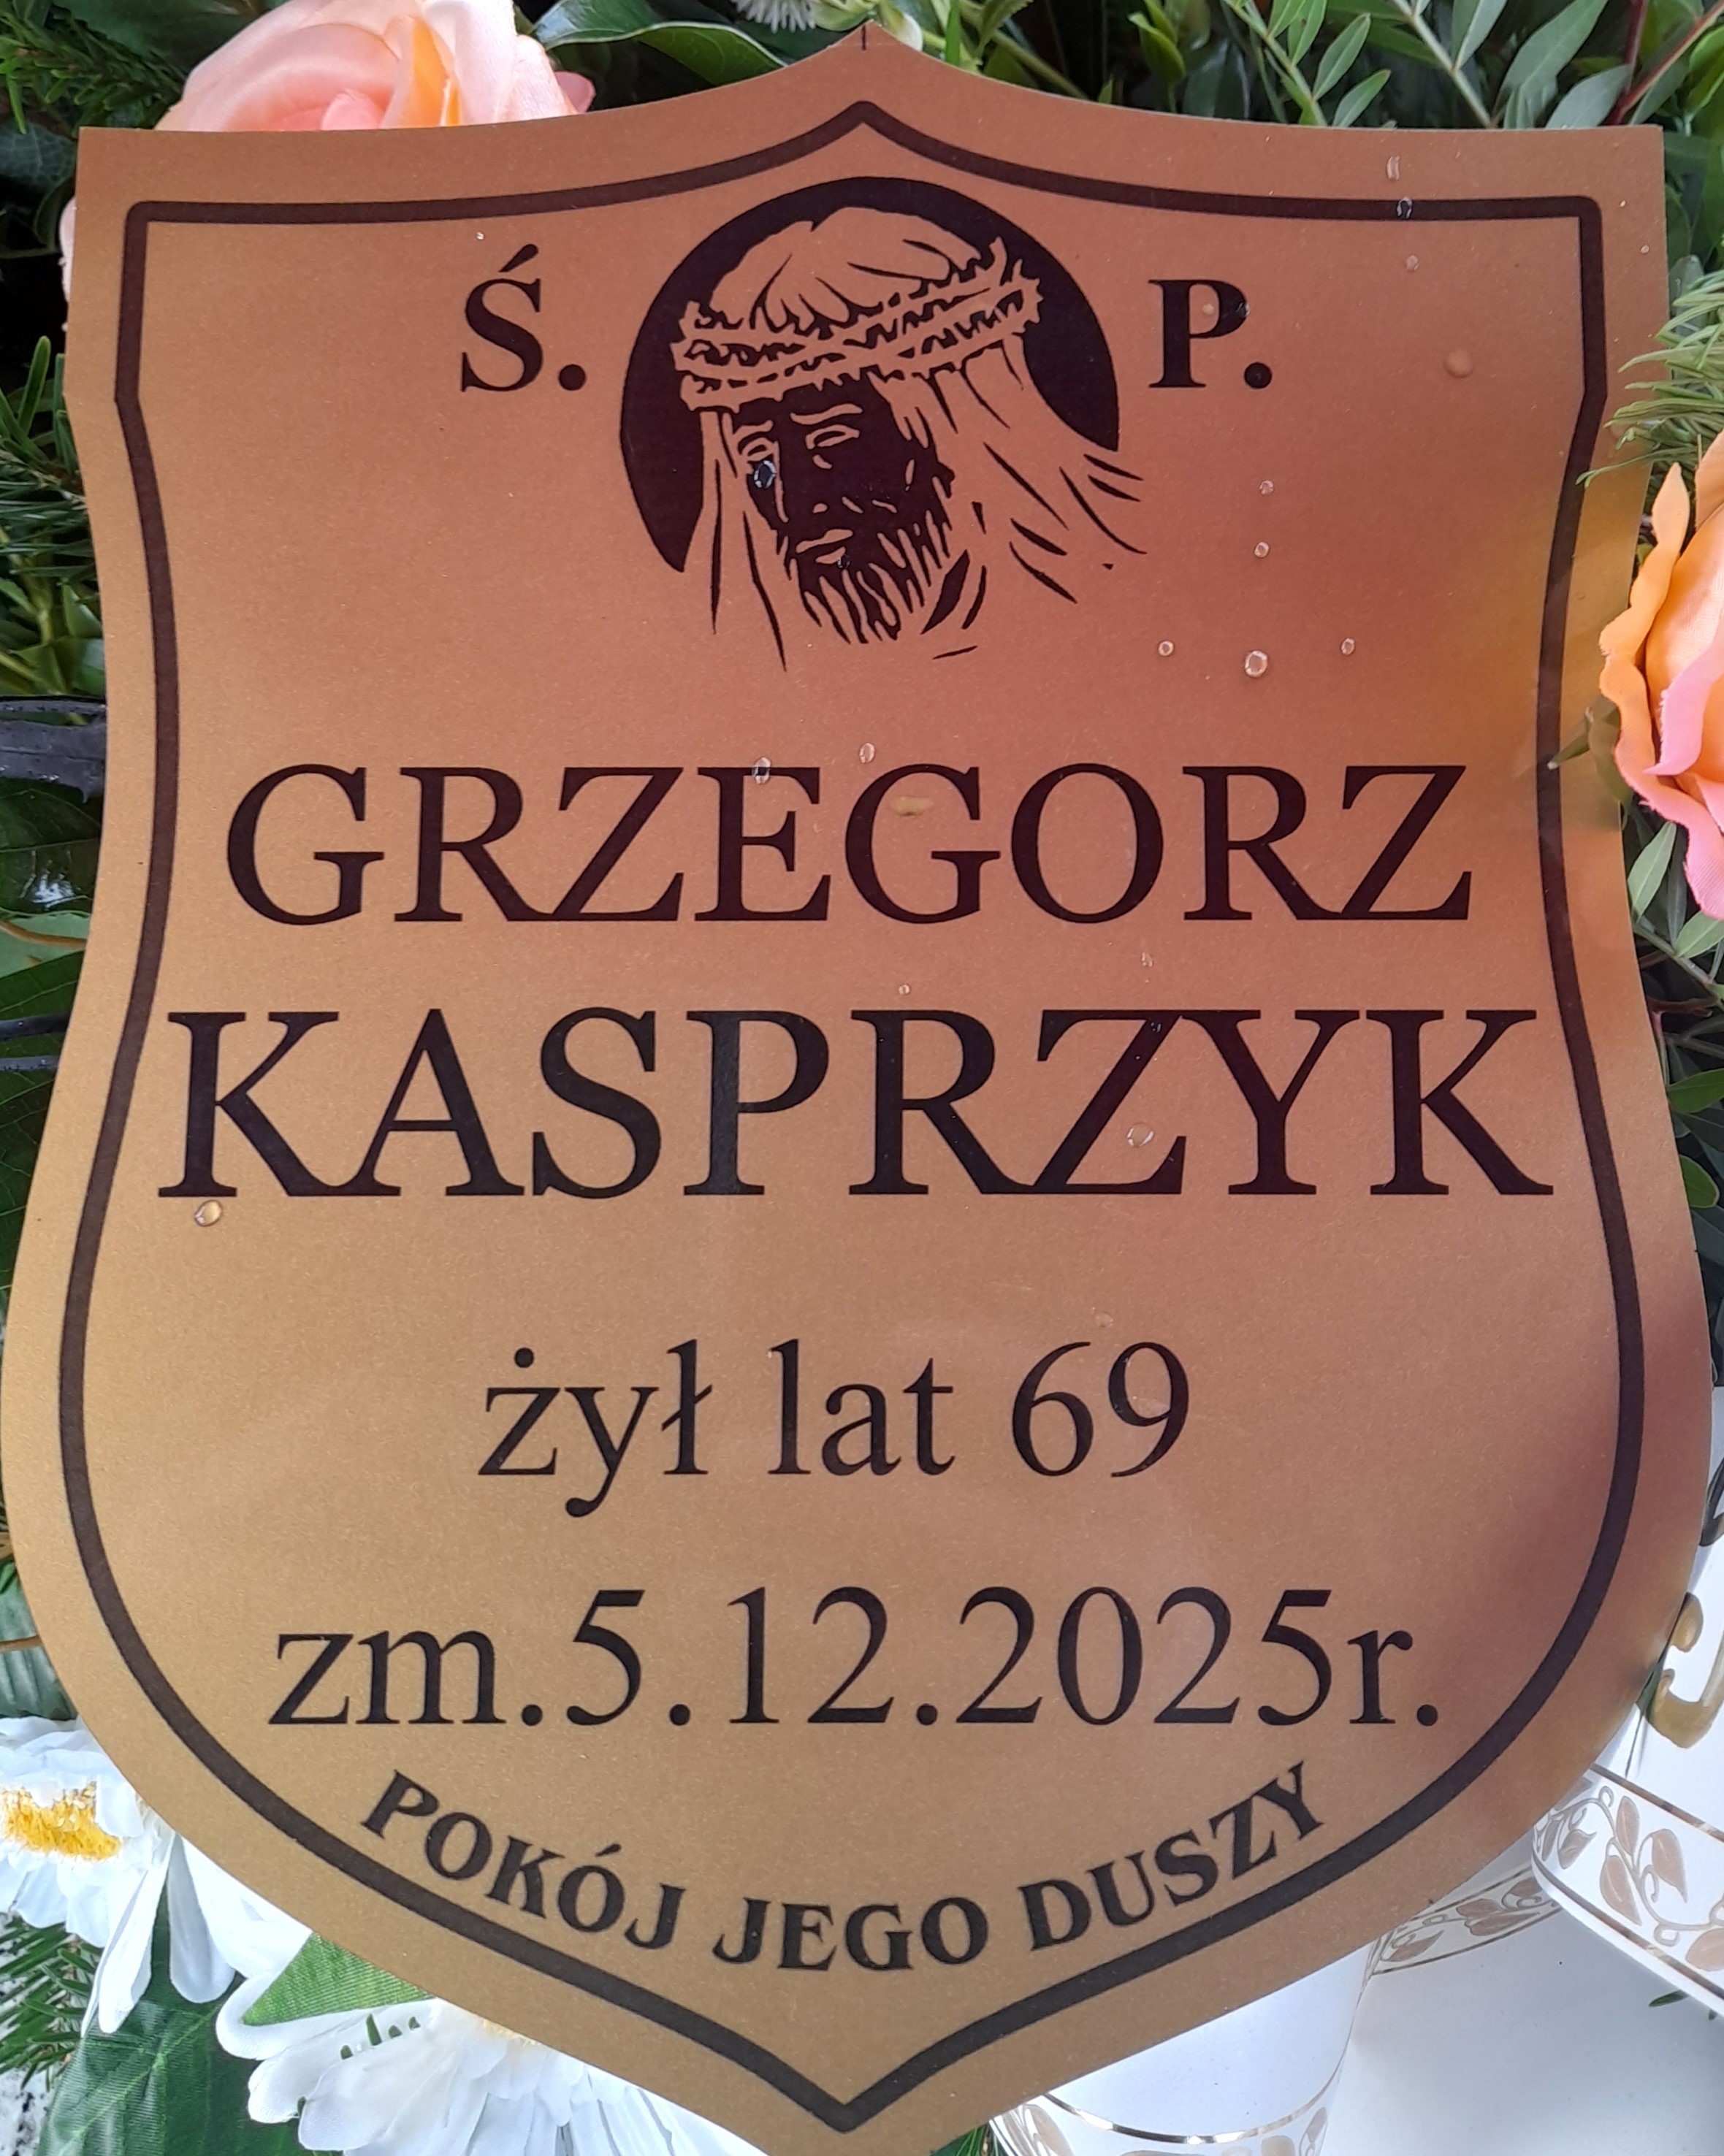 Ś. P.
GRZEGORZ
KASPRZYK
żył lat 69
zm.5.12.2025r.
POKÓJ JEGO DUSZY